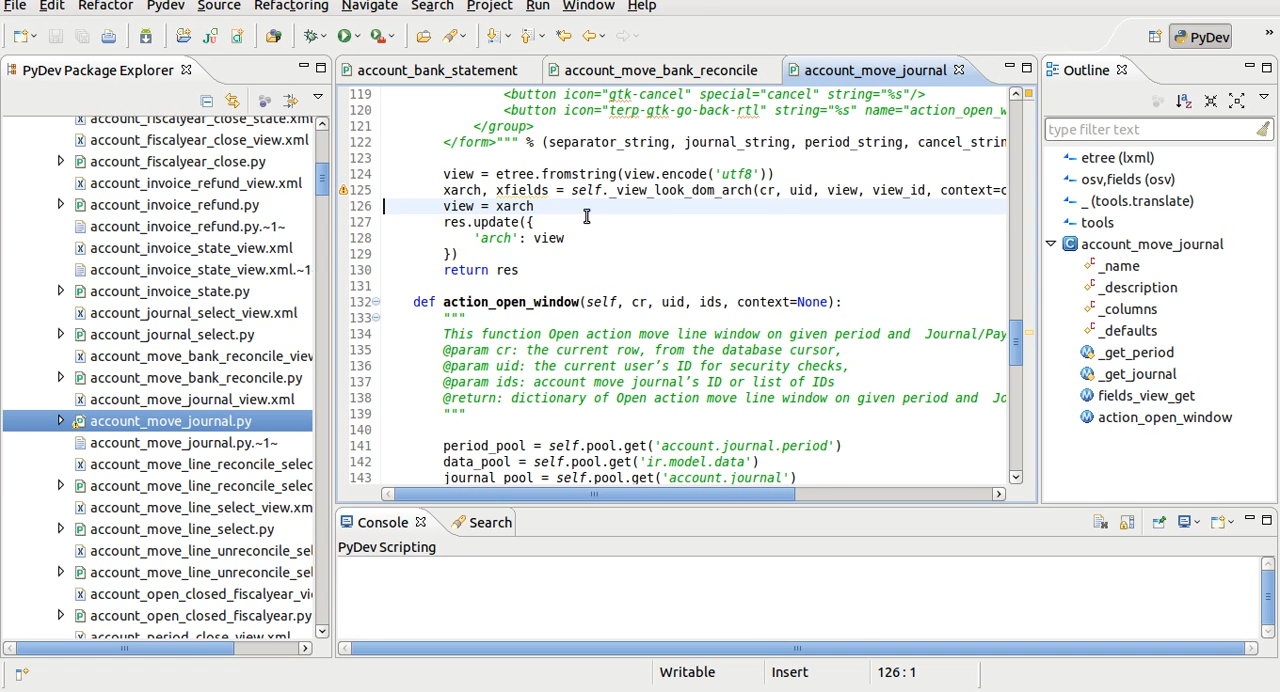 File Edit Refactor Pydev Source Refactoring Navigate Search Project Run Window Help
PyDev
PyDev Package Explorer
account_fiscalyear_close_state.xml
account_fiscalyear_close_view.xml
account_fiscalyear_close.py
account_invoice_refund_view.xml
account_invoice_refund.py
account_invoice_refund.py.~1~
account_invoice_state_view.xml
account_invoice_state_view.xml.~1
account_invoice_state.py
account_journal_select_view.xml
account_journal_select.py
account_move_bank_reconcile_view
account_move_bank_reconcile.py
account_move_journal_view.xml
account_move_journal.py
account_move_journal.py.~1~
account_move_line_reconcile_selec
account_move_line_reconcile_selec
account_move_line_select_view.xm
account_move_line_select.py
account_move_line_unreconcile_sel
account_move_line_unreconcile_sel
account_open_closed_fiscalyear_vi
account_open_closed_fiscalyear.py
account_period_close_view.xml
account_bank_statement account_move_bank_reconcile account_move_journal
119 <button icon="gtk-cancel" special="cancel" string="%s"/>
120 <button icon="terp-gtk-go-back-rtl" string="%s" name="action_open_w
121 </group>
122 </form>""" % (separator_string, journal_string, period_string, cancel_strin
123
124 view = etree.fromstring(view.encode('utf8'))
125 xarch, xfields = self._view_look_dom_arch(cr, uid, view, view_id, context=c
126 view = xarch
127 res.update({
128 'arch': view
129 })
130 return res
131
132 def action_open_window(self, cr, uid, ids, context=None):
133 """
134 This function Open action move line window on given period and  Journal/Pay
135 @param cr: the current row, from the database cursor,
136 @param uid: the current user's ID for security checks,
137 @param ids: account move journal's ID or list of IDs
138 @return: dictionary of Open action move line window on given period and  Jo
139 """
140
141 period_pool = self.pool.get('account.journal.period')
142 data_pool = self.pool.get('ir.model.data')
143 journal_pool = self.pool.get('account.journal')
Outline
type filter text
etree (lxml)
osv,fields (osv)
_ (tools.translate)
tools
account_move_journal
_name
_description
_columns
_defaults
_get_period
_get_journal
fields_view_get
action_open_window
Console Search
PyDev Scripting
Writable Insert 126 : 1